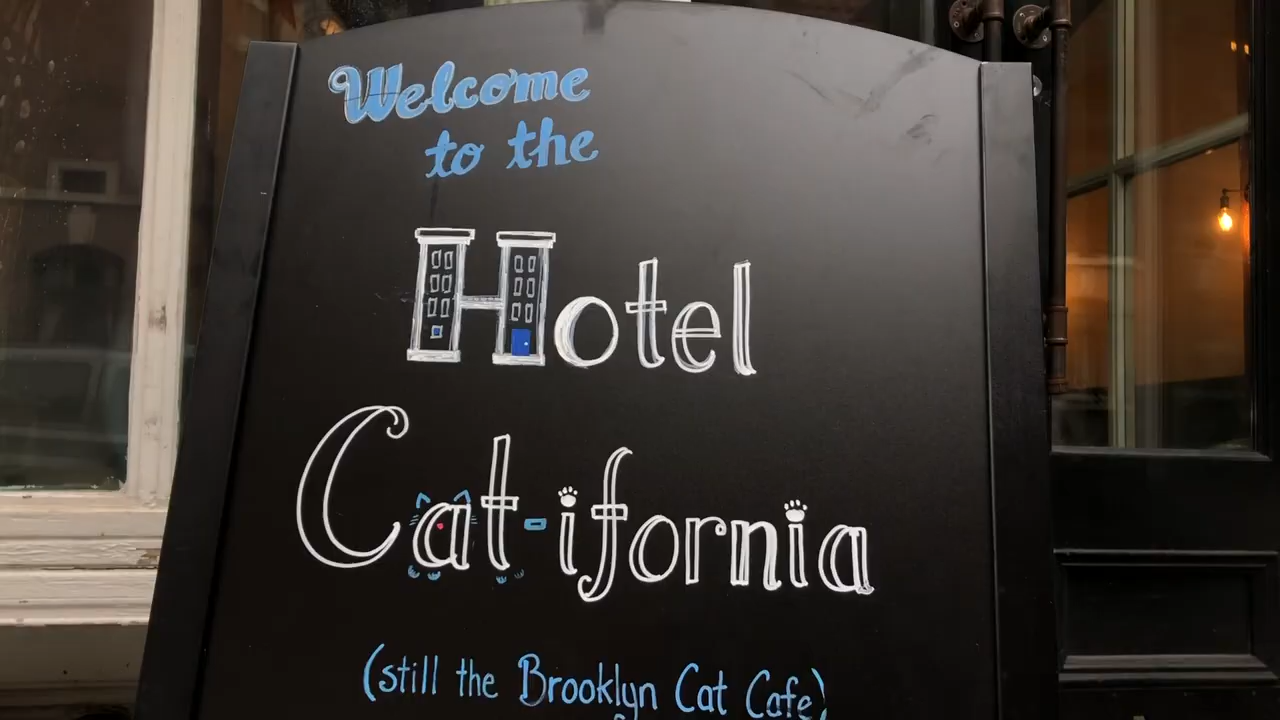 Welcome
to the
Hotel
Cat-ifornia
(still the Brooklyn Cat Cafe)